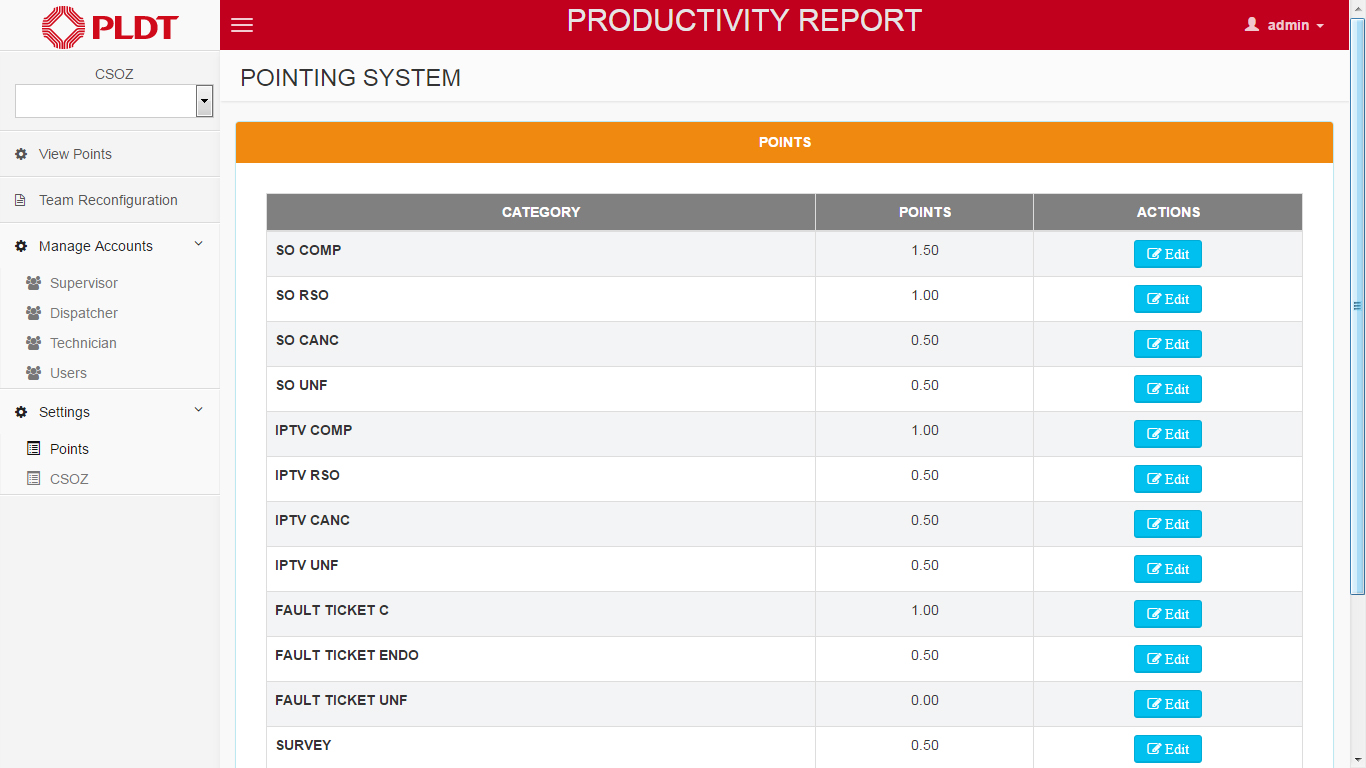 PLDT
PRODUCTIVITY REPORT
admin
CSOZ
POINTING SYSTEM
View Points
Team Reconfiguration
Manage Accounts
Supervisor
Dispatcher
Technician
Users
Settings
Points
CSOZ
POINTS
CATEGORY POINTS ACTIONS
SO COMP 1.50 Edit
SO RSO 1.00 Edit
SO CANC 0.50 Edit
SO UNF 0.50 Edit
IPTV COMP 1.00 Edit
IPTV RSO 0.50 Edit
IPTV CANC 0.50 Edit
IPTV UNF 0.50 Edit
FAULT TICKET C 1.00 Edit
FAULT TICKET ENDO 0.50 Edit
FAULT TICKET UNF 0.00 Edit
SURVEY 0.50 Edit